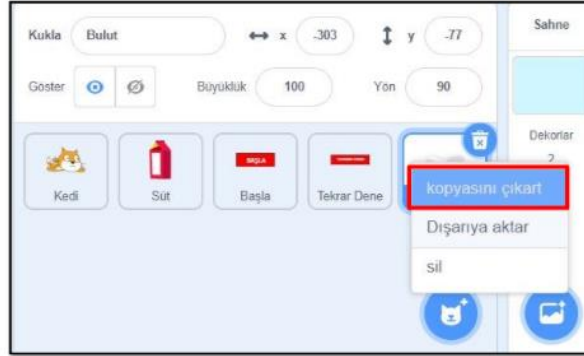 Kukla Bulut x -303 y -77
Göster Büyüklük 100 Yön 90
Sahne
Dekorlar
2
BAŞLA
Kedi
Süt
Başla
Tekrar Dene
kopyasını çıkart
Dışarıya aktar
sil